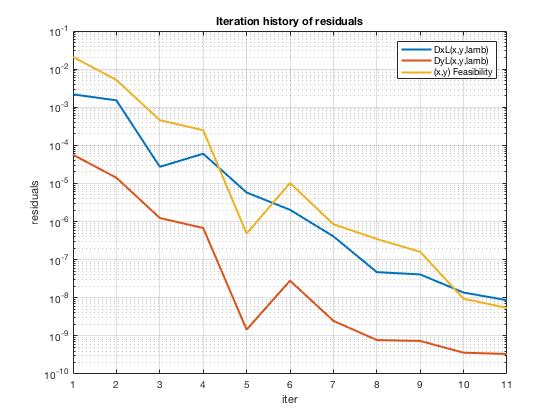 Iteration history of residuals
10^-1
10^-2
10^-3
10^-4
10^-5
10^-6
10^-7
10^-8
10^-9
10^-10
residuals
DxL(x,y,lamb)
DyL(x,y,lamb)
(x,y) Feasibility
1 2 3 4 5 6 7 8 9 10 11
iter